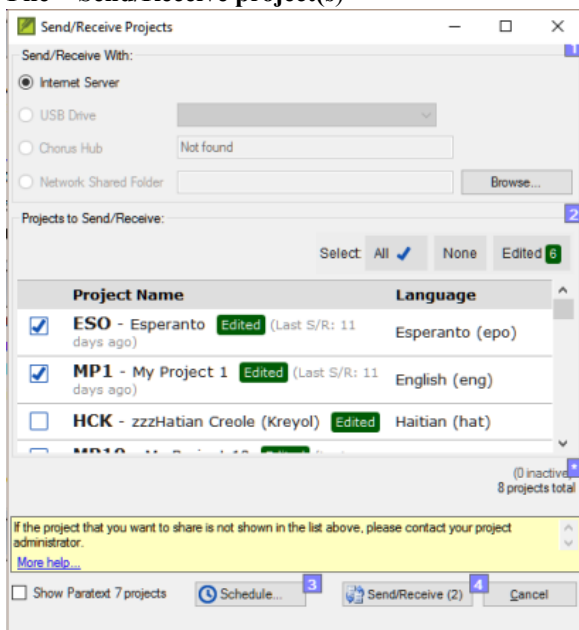 File > Send/Receive project(s)
Send/Receive Projects
Send/Receive With:
1
Internet Server
USB Drive
Chorus Hub
Not found
Network Shared Folder
Browse...
Projects to Send/Receive:
2
Select: All None Edited 6
Project Name Language
ESO - Esperanto Edited (Last S/R: 11 days ago) Esperanto (epo)
MP1 - My Project 1 Edited (Last S/R: 11 days ago) English (eng)
HCK - zzzHatian Creole (Kreyol) Edited Haitian (hat)
(0 inactive)
*
8 projects total
If the project that you want to share is not shown in the list above, please contact your project
administrator.
More help...
Show Paratext 7 projects
Schedule...
3
Send/Receive (2)
4
Cancel